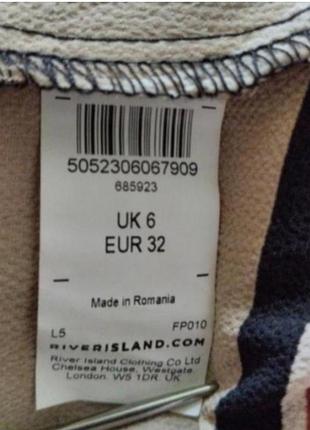 5052306067909
685923
UK 6
EUR 32
Made in Romania
L5 FP010
RIVERISLAND.COM
River Island Clothing Co Ltd
Chelsea House, Westgate,
London. W5 1DR. UK